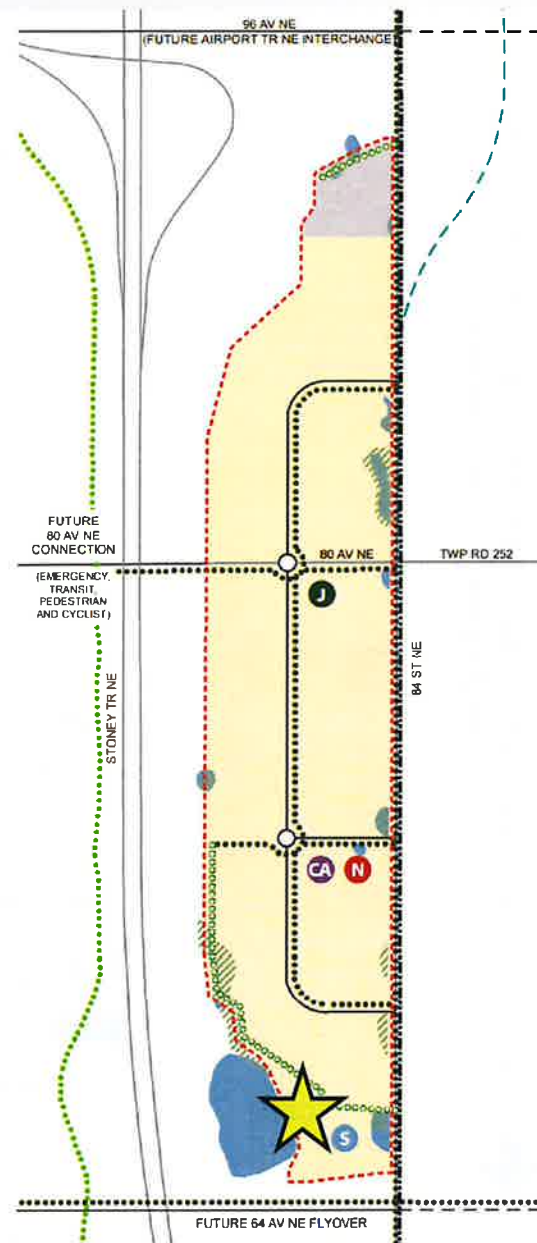 96 AV NE
(FUTURE AIRPORT TR NE INTERCHANGE)
FUTURE
80 AV NE
CONNECTION
(EMERGENCY,
TRANSIT,
PEDESTRIAN
AND CYCLIST)
80 AV NE
TWP RD 252
J
STONEY TR NE
84 ST NE
CA
N
S
FUTURE 64 AV NE FLYOVER